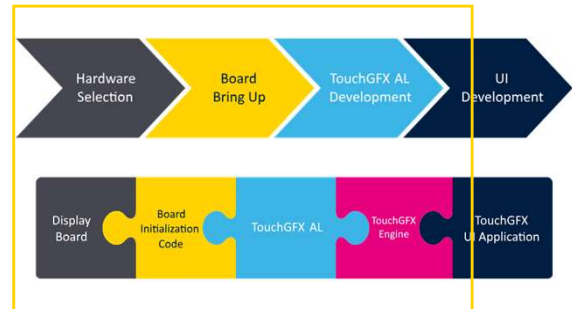 Hardware
Selection
Board
Bring Up
TouchGFX AL
Development
UI
Development
Display
Board
Board
Initialization
Code
TouchGFX AL
TouchGFX
Engine
TouchGFX
UI Application